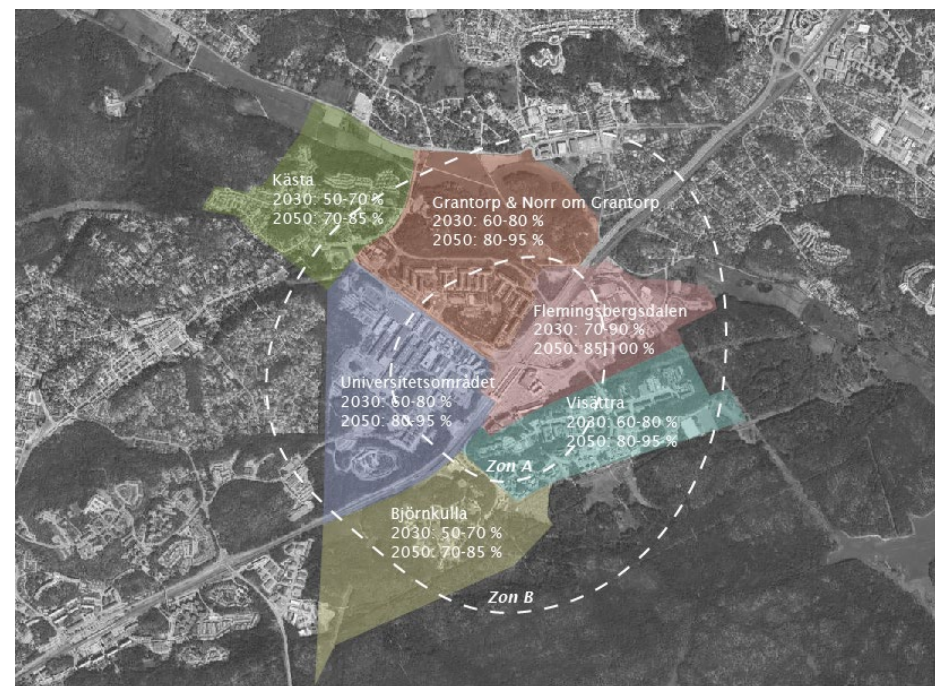 Kästa
2030: 50-70 %
2050: 70-85 %
Grantorp & Norr om Grantorp
2030: 60-80 %
2050: 80-95 %
Flemingsbergsdalen
2030: 70-90 %
2050: 85-100 %
Universitetsområdet
2030: 60-80 %
2050: 80-95 %
Visättra
2030: 60-80 %
2050: 80-95 %
Zon A
Björnkulla
2030: 50-70 %
2050: 70-85 %
Zon B